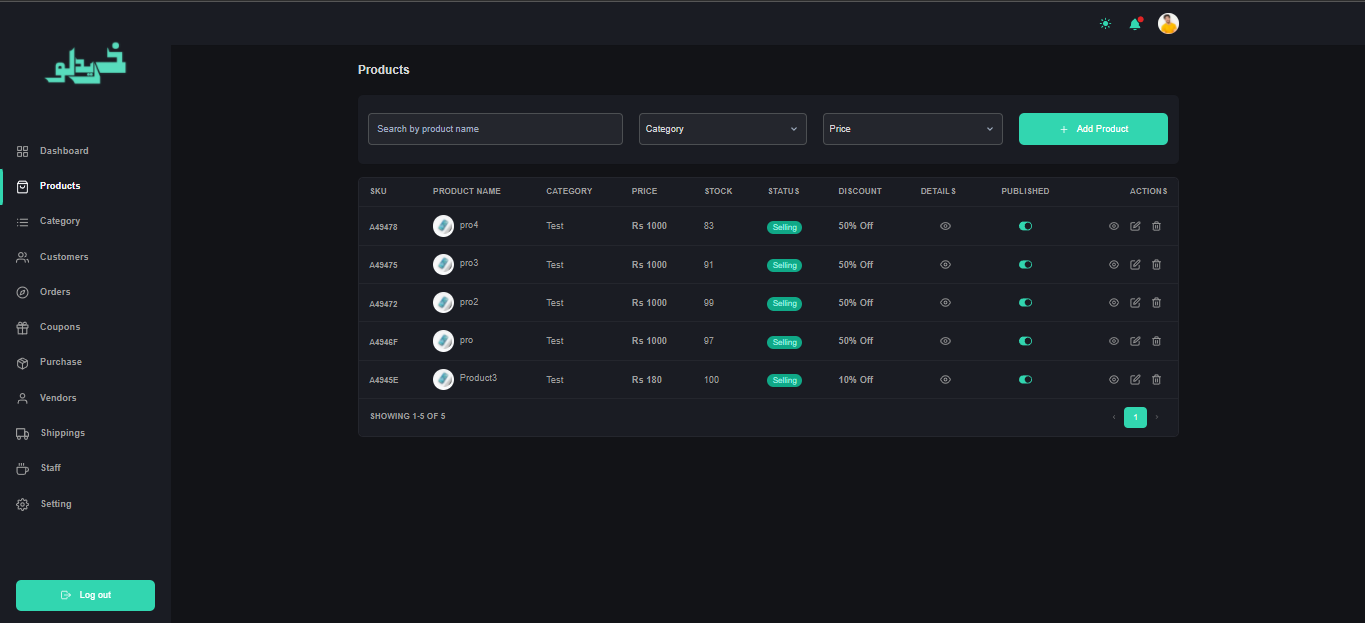 خریدلو
Products
Search by product name
Category
Price
+ Add Product
Dashboard
Products
Category
Customers
Orders
Coupons
Purchase
Vendors
Shippings
Staff
Setting
Log out
SKU PRODUCT NAME CATEGORY PRICE STOCK STATUS DISCOUNT DETAILS PUBLISHED ACTIONS
A49478 pro4 Test Rs 1000 83 Selling 50% Off
A49475 pro3 Test Rs 1000 91 Selling 50% Off
A49472 pro2 Test Rs 1000 99 Selling 50% Off
A4946F pro Test Rs 1000 97 Selling 50% Off
A4945E Product3 Test Rs 180 100 Selling 10% Off
SHOWING 1-5 OF 5
1